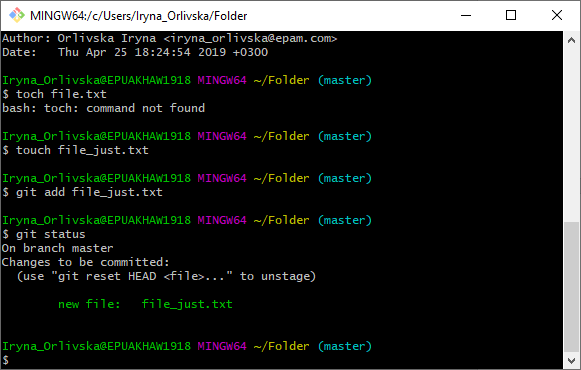 MINGW64:/c/Users/Iryna_Orlivska/Folder
Author: Orlivska Iryna <iryna_orlivska@epam.com>
Date:   Thu Apr 25 18:24:54 2019 +0300
Iryna_Orlivska@EPUAKHAW1918 MINGW64 ~/Folder (master)
$ toch file.txt
bash: toch: command not found
Iryna_Orlivska@EPUAKHAW1918 MINGW64 ~/Folder (master)
$ touch file_just.txt
Iryna_Orlivska@EPUAKHAW1918 MINGW64 ~/Folder (master)
$ git add file_just.txt
Iryna_Orlivska@EPUAKHAW1918 MINGW64 ~/Folder (master)
$ git status
On branch master
Changes to be committed:
  (use "git reset HEAD <file>..." to unstage)
        new file:   file_just.txt
Iryna_Orlivska@EPUAKHAW1918 MINGW64 ~/Folder (master)
$